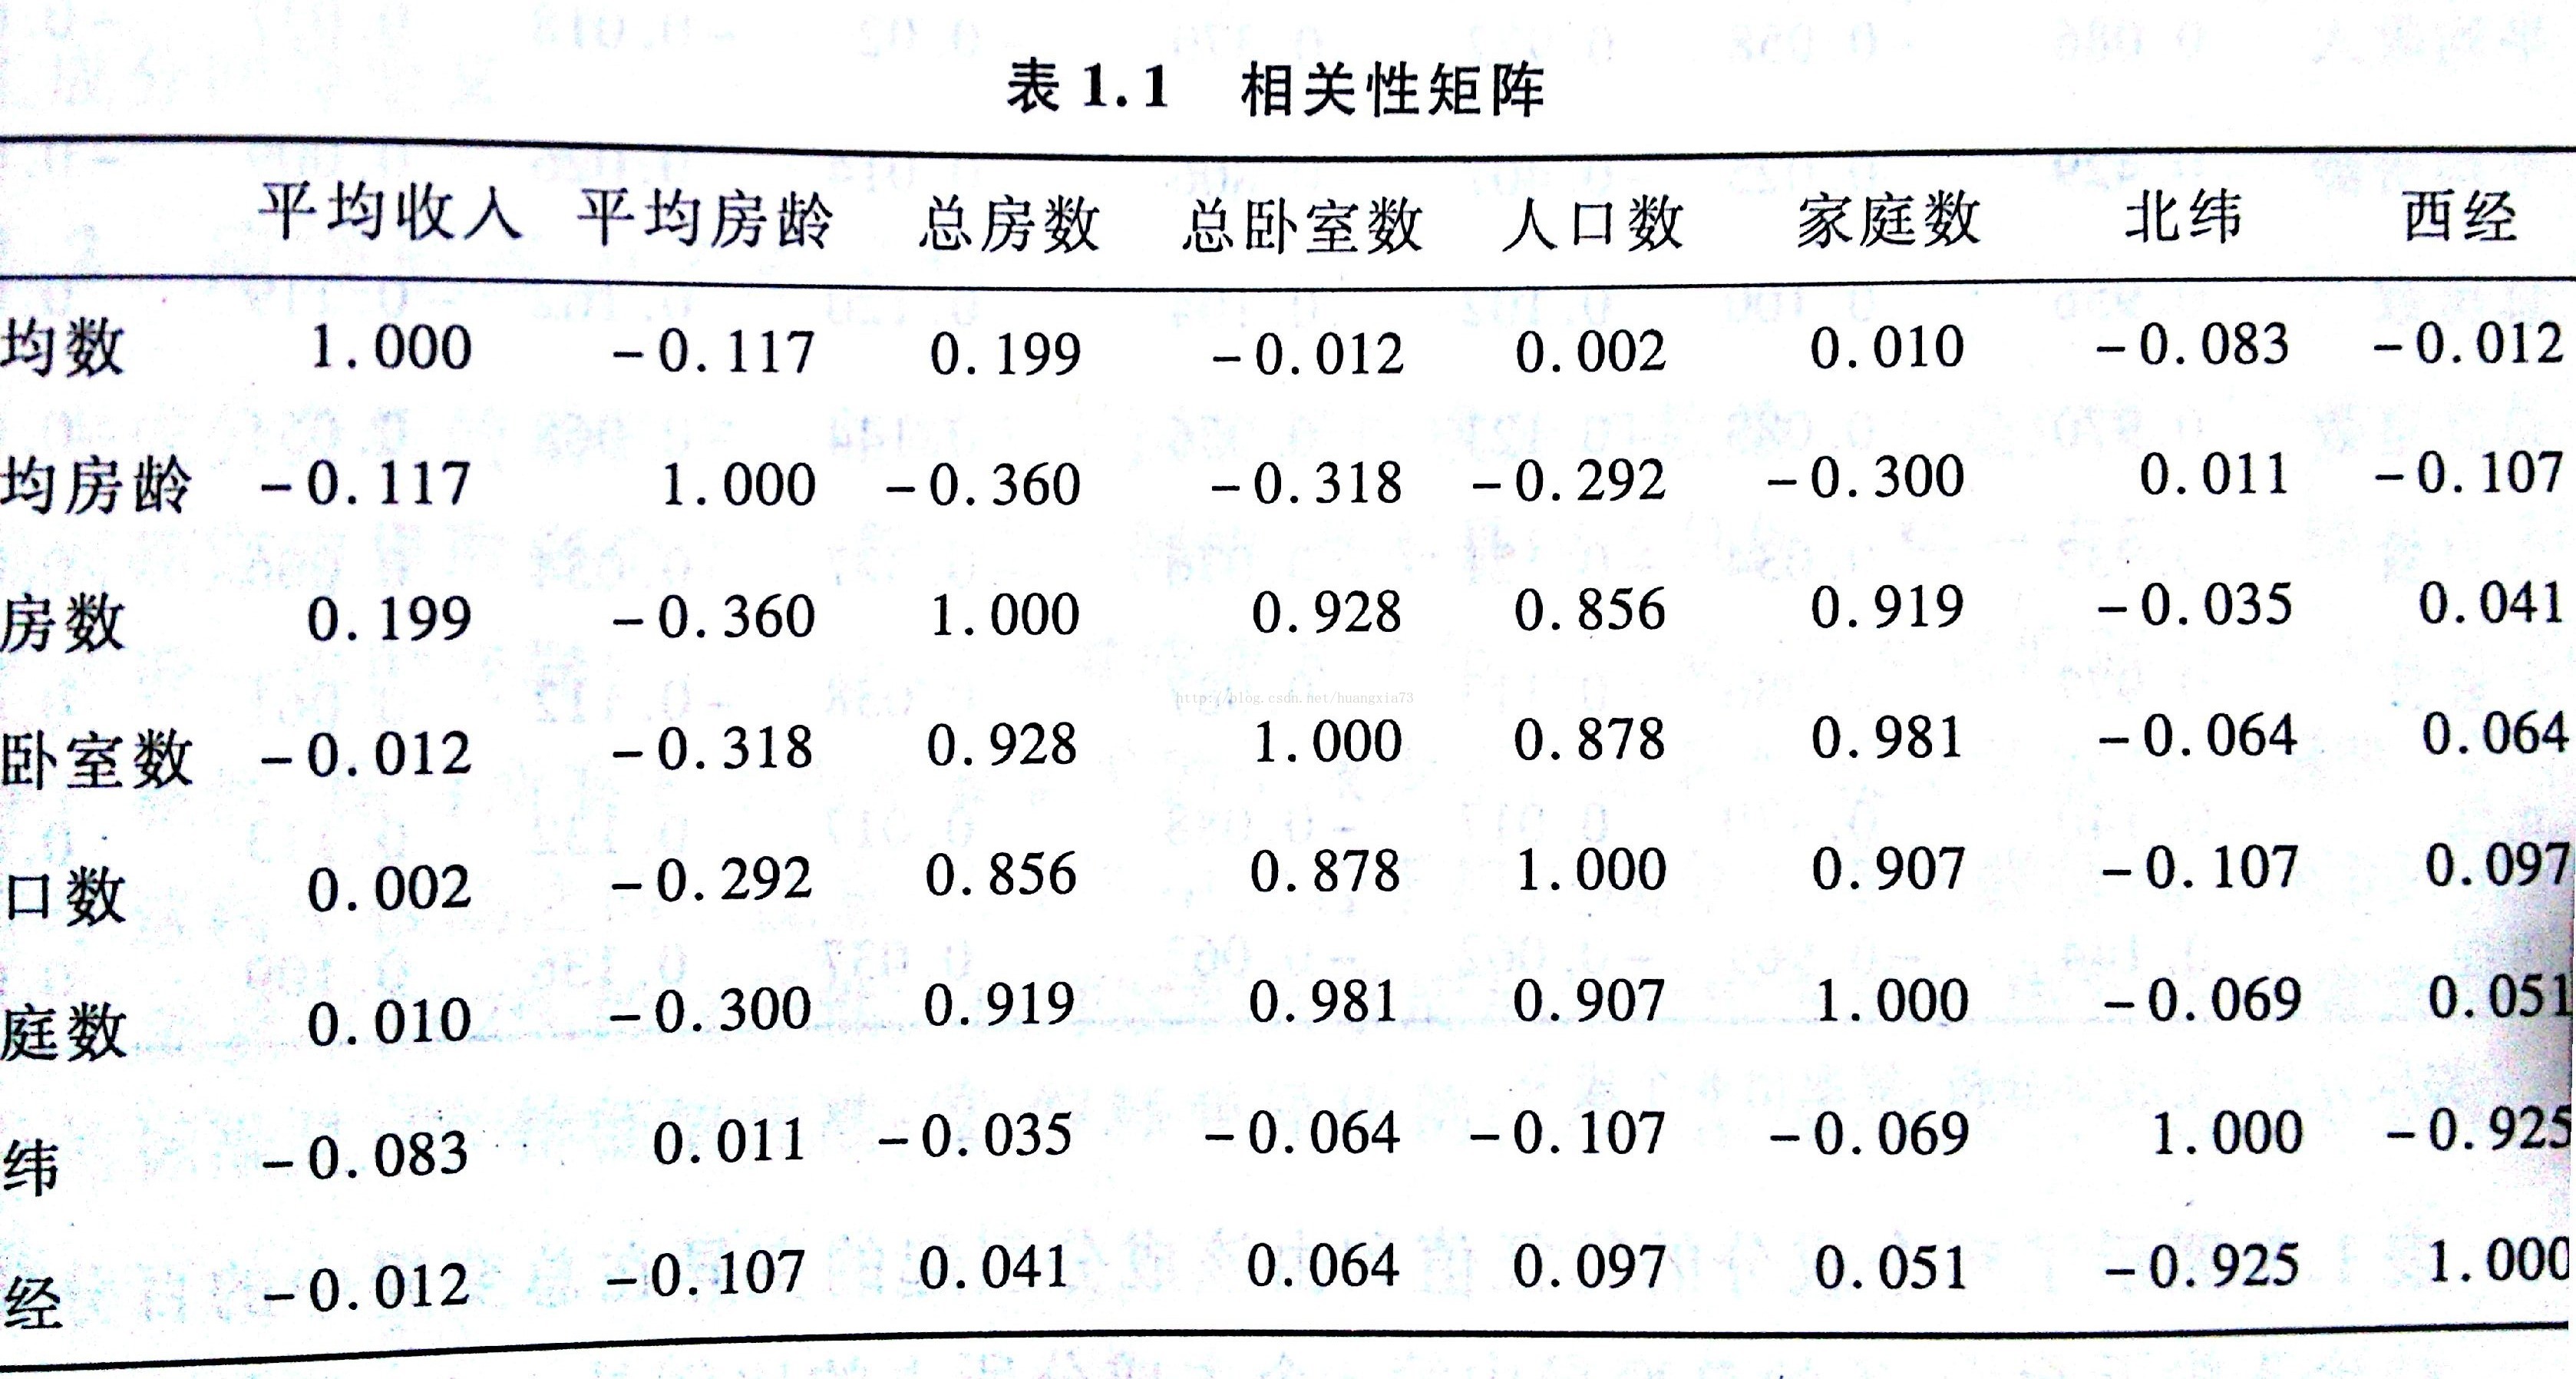 表 1.1 相关性矩阵
平均收入 平均房龄 总房数 总卧室数 人口数 家庭数 北纬 西经
均数 1.000 -0.117 0.199 -0.012 0.002 0.010 -0.083 -0.012
均房龄 -0.117 1.000 -0.360 -0.318 -0.292 -0.300 0.011 -0.107
房数 0.199 -0.360 1.000 0.928 0.856 0.919 -0.035 0.041
http://blog.csdn.net/huangxia73
卧室数 -0.012 -0.318 0.928 1.000 0.878 0.981 -0.064 0.064
口数 0.002 -0.292 0.856 0.878 1.000 0.907 -0.107 0.097
庭数 0.010 -0.300 0.919 0.981 0.907 1.000 -0.069 0.051
纬 -0.083 0.011 -0.035 -0.064 -0.107 -0.069 1.000 -0.925
经 -0.012 -0.107 0.041 0.064 0.097 0.051 -0.925 1.000